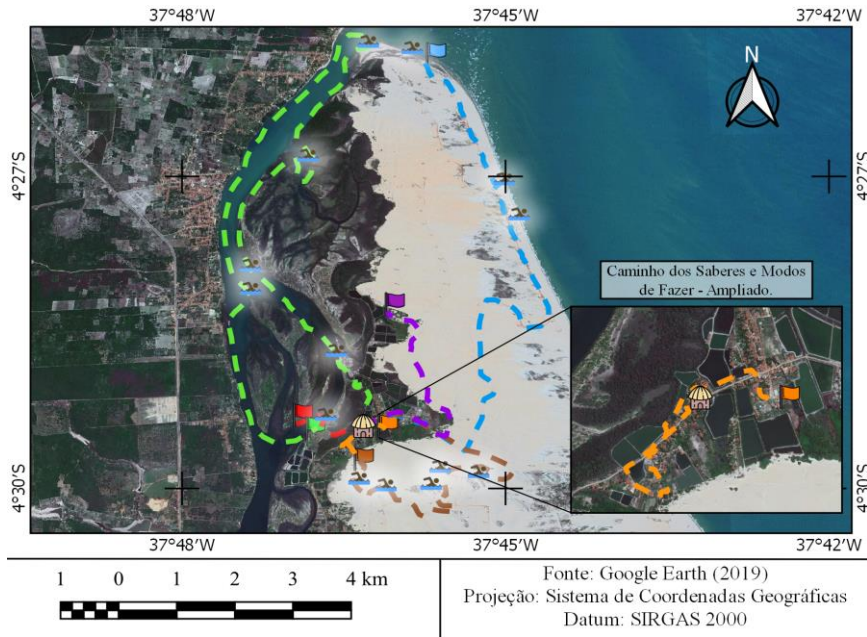 37°48'W 37°45'W 37°42'W
N
4°27'S 4°27'S
Caminho dos Saberes e Modos
de Fazer - Ampliado.
4°30'S 4°30'S
37°48'W 37°45'W 37°42'W
1 0 1 2 3 4 km
Fonte: Google Earth (2019)
Projeção: Sistema de Coordenadas Geográficas
Datum: SIRGAS 2000